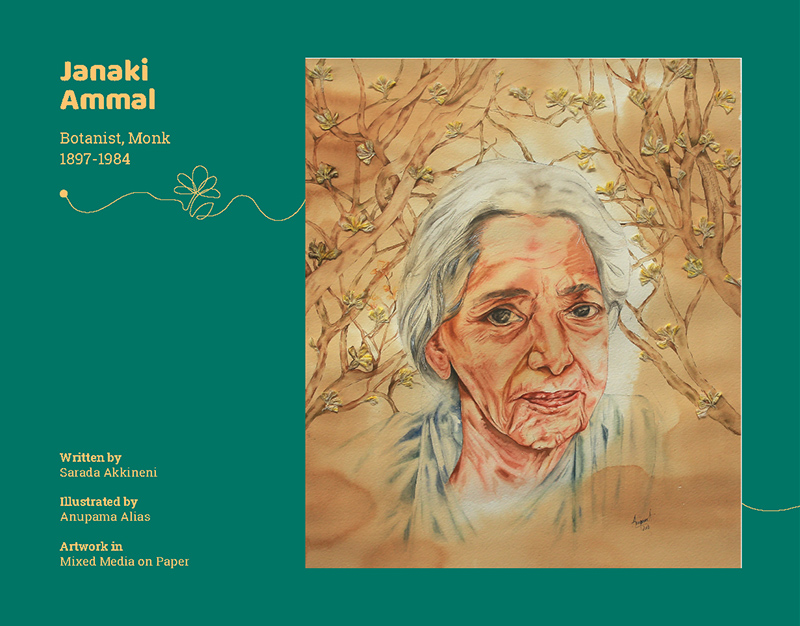 Janaki
Ammal
Botanist, Monk
1897-1984
Written by
Sarada Akkineni
Illustrated by
Anupama Alias
Artwork in
Mixed Media on Paper